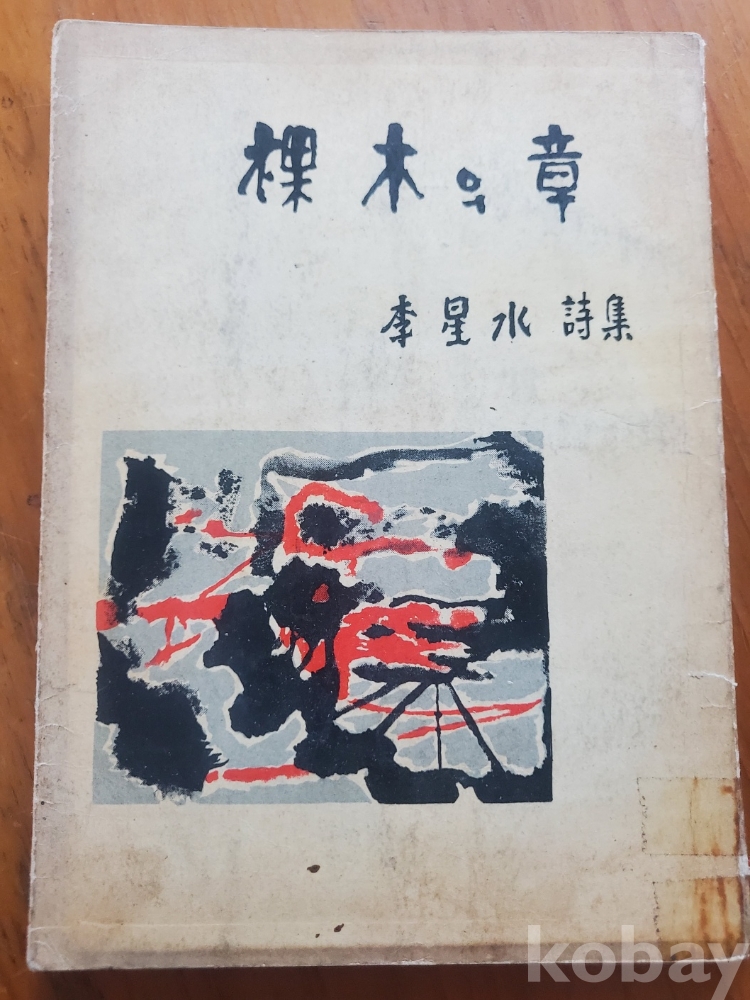 裸木의 章
李星水 詩集
kobay